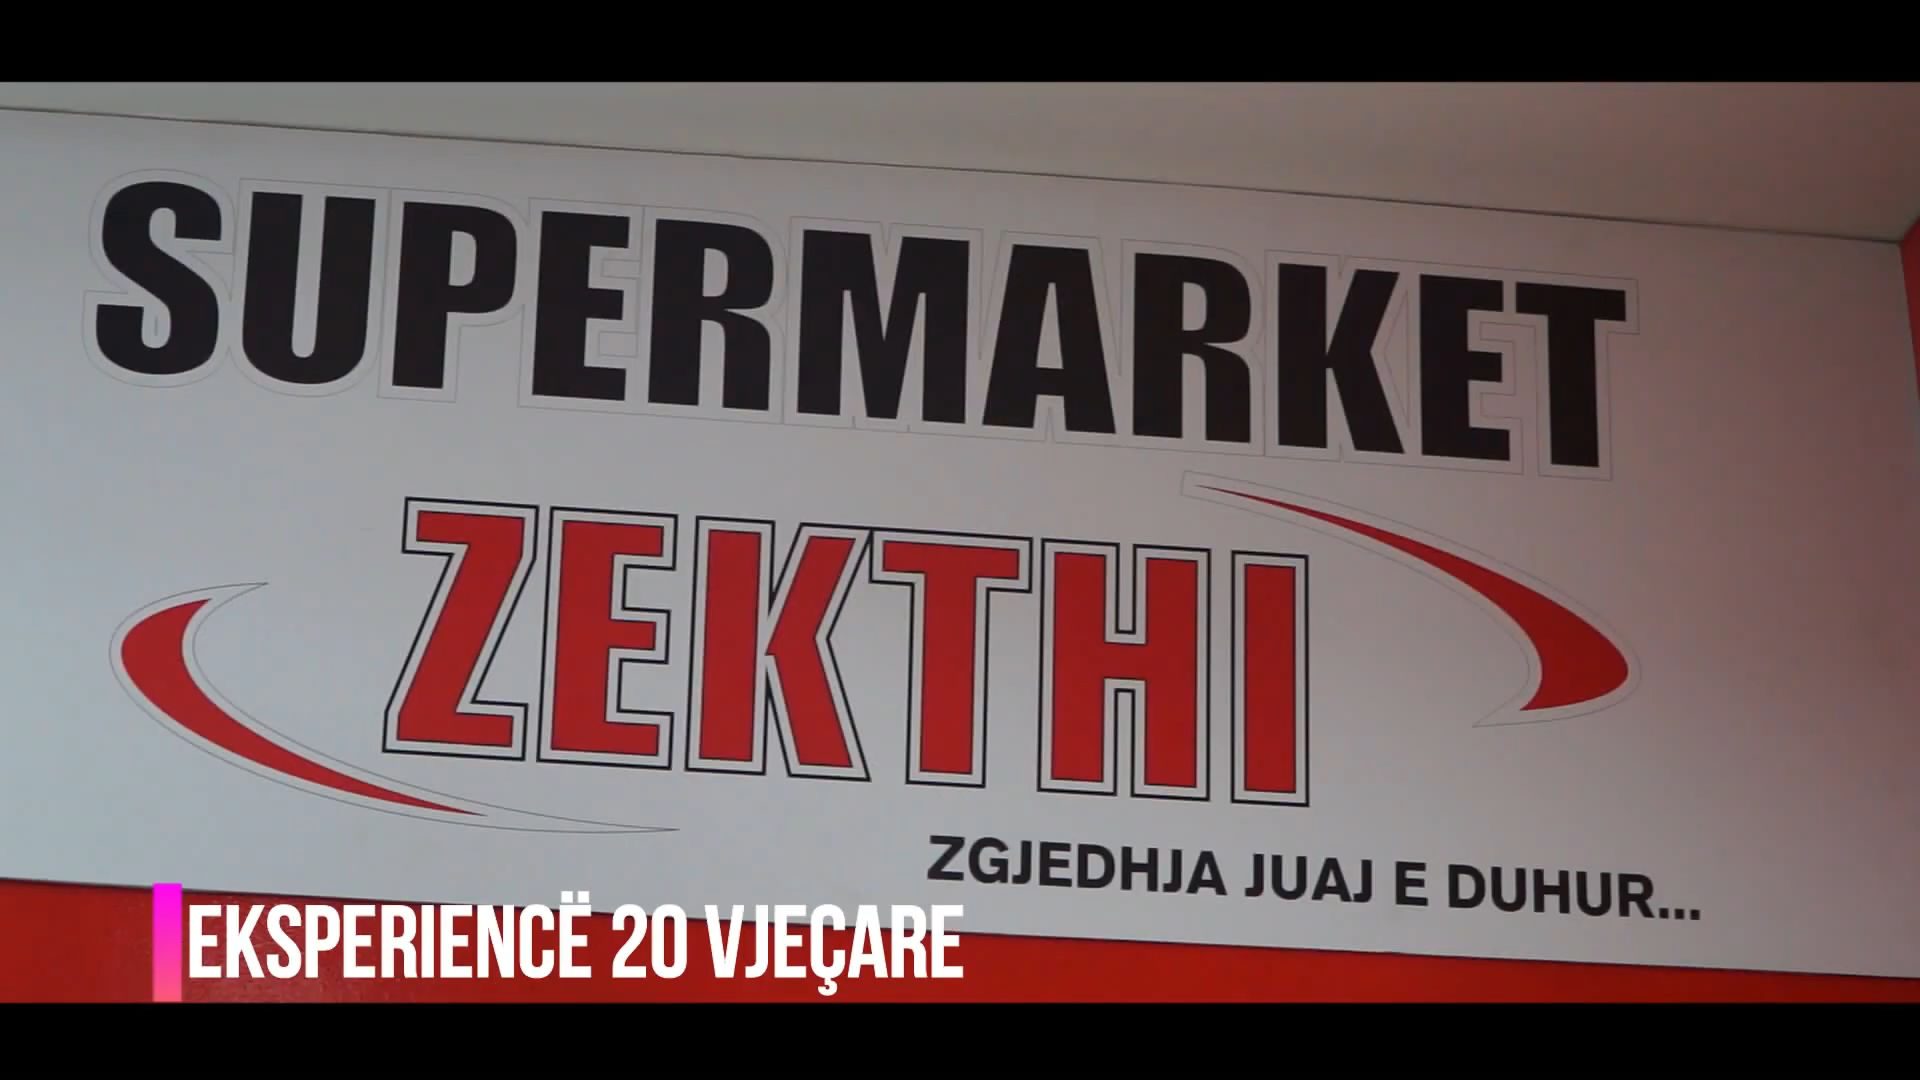 SUPERMARKET
ZEKTHI
ZGJEDHJA JUAJ E DUHUR...
EKSPERIENCË 20 VJEÇARE